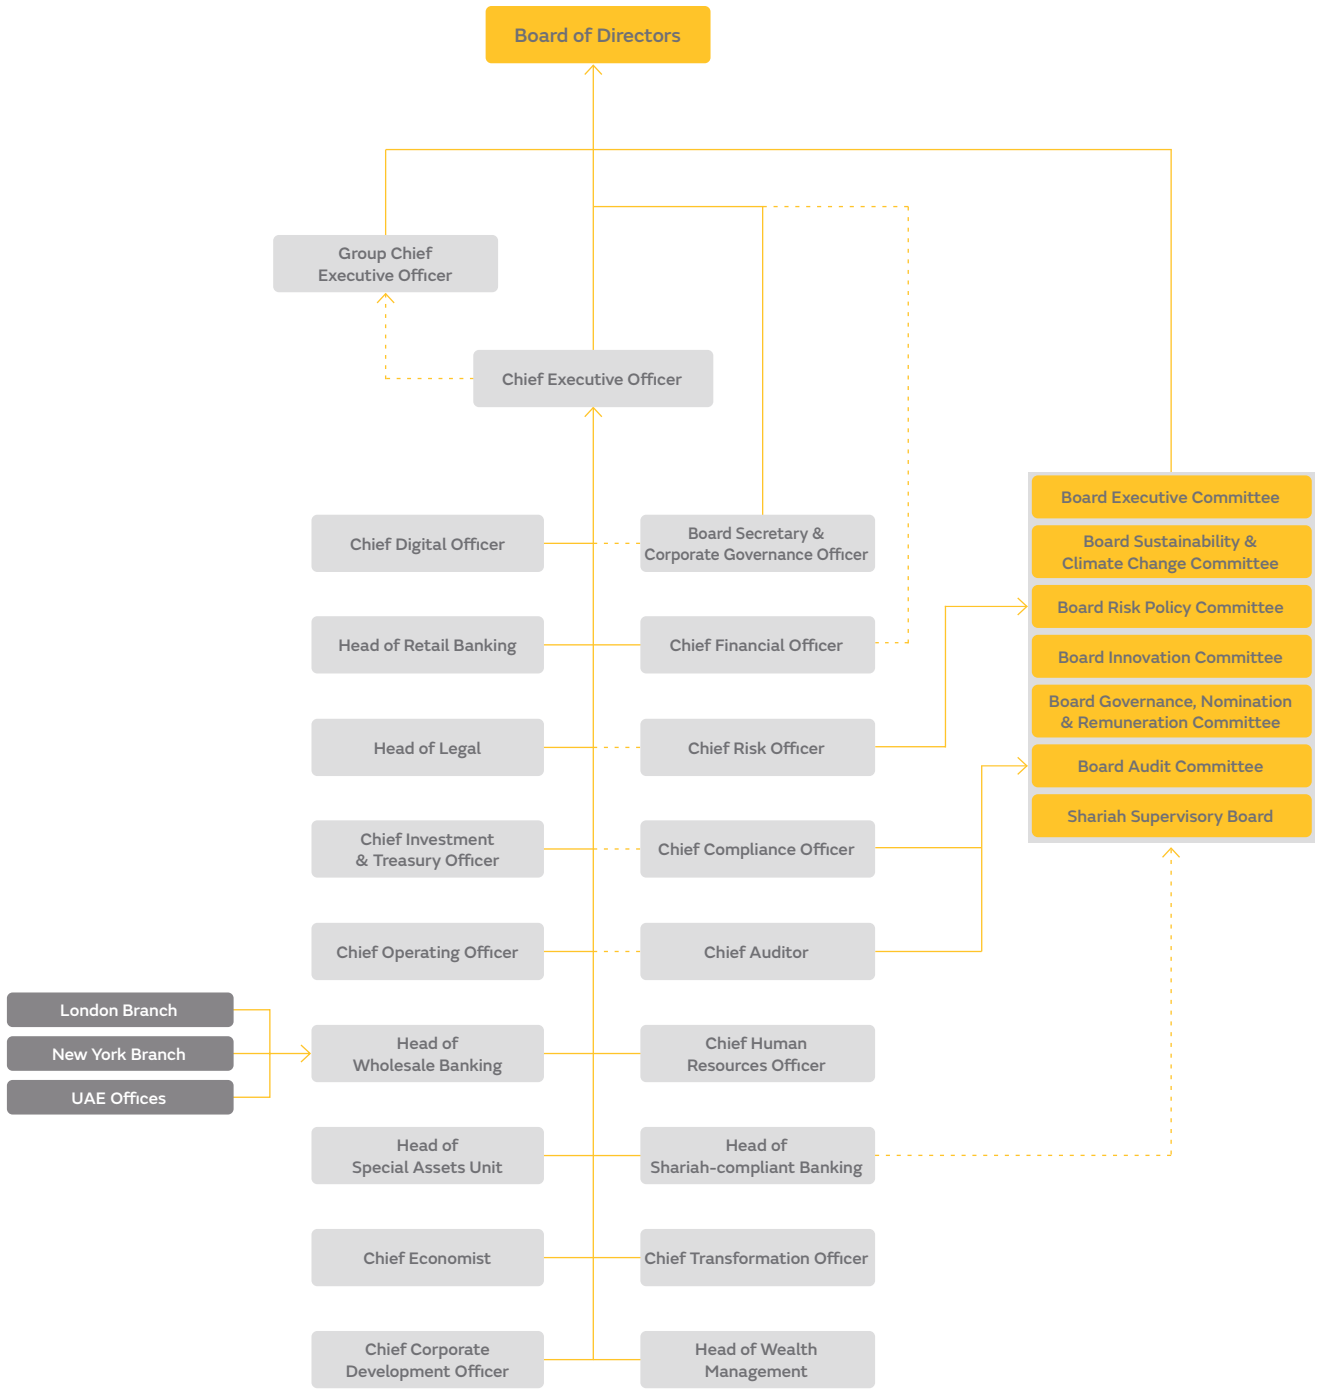 Board of Directors
Group Chief
Executive Officer
Chief Executive Officer
Board Executive Committee
Board Sustainability &
Climate Change Committee
Board Risk Policy Committee
Board Innovation Committee
Board Governance, Nomination
& Remuneration Committee
Board Audit Committee
Shariah Supervisory Board
Chief Digital Officer
Board Secretary &
Corporate Governance Officer
Head of Retail Banking
Chief Financial Officer
Head of Legal
Chief Risk Officer
Chief Investment
& Treasury Officer
Chief Compliance Officer
Chief Operating Officer
Chief Auditor
London Branch
New York Branch
UAE Offices
Head of
Wholesale Banking
Chief Human
Resources Officer
Head of
Special Assets Unit
Head of
Shariah-compliant Banking
Chief Economist
Chief Transformation Officer
Chief Corporate
Development Officer
Head of Wealth
Management